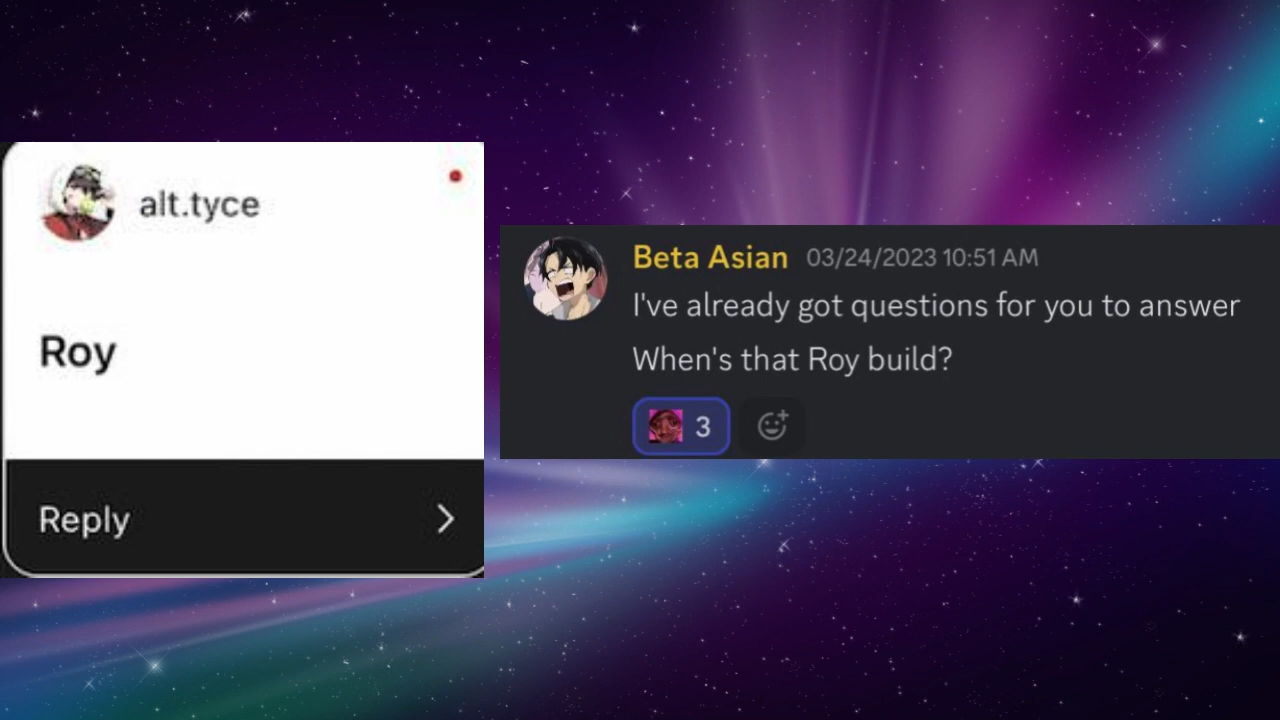 alt.tyce
Roy
Reply
Beta Asian 03/24/2023 10:51 AM
I've already got questions for you to answer
When's that Roy build?
3